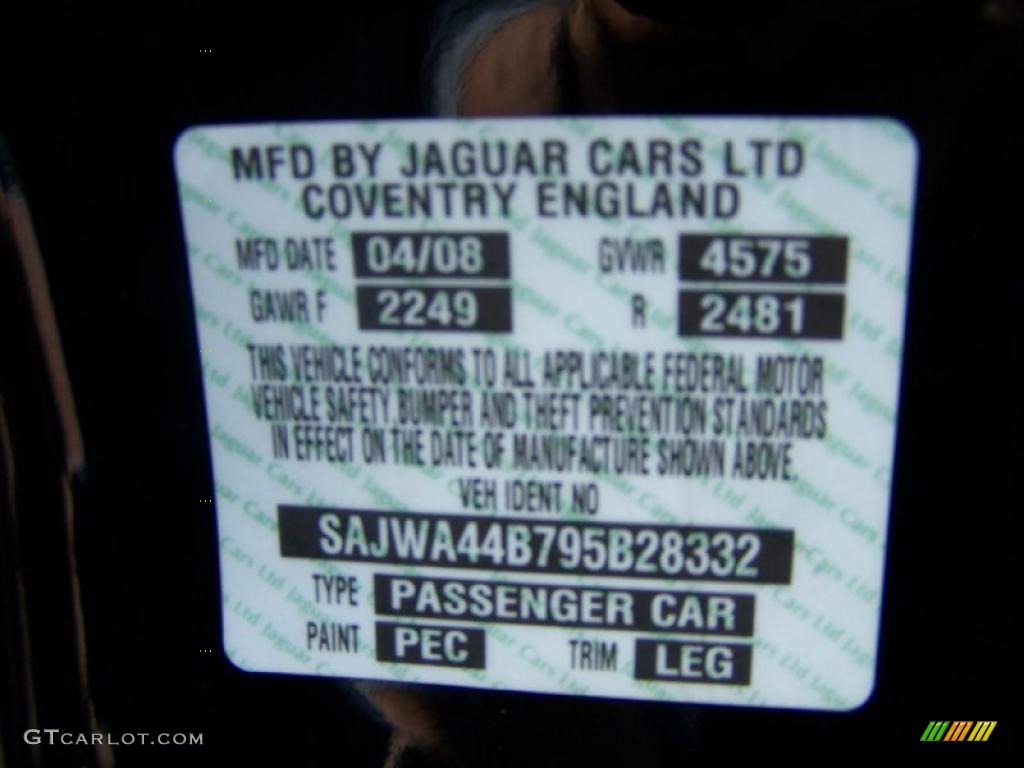 MFD BY JAGUAR CARS LTD
COVENTRY ENGLAND
MFD DATE 04/08 GVWR 4575
GAWR F 2249 R 2481
THIS VEHICLE CONFORMS TO ALL APPLICABLE FEDERAL MOTOR
VEHICLE SAFETY, BUMPER AND THEFT PREVENTION STANDARDS
IN EFFECT ON THE DATE OF MANUFACTURE SHOWN ABOVE.
VEH IDENT NO
SAJWA44B795B28332
TYPE PASSENGER CAR
PAINT PEC TRIM LEG
GTCARLOT.COM